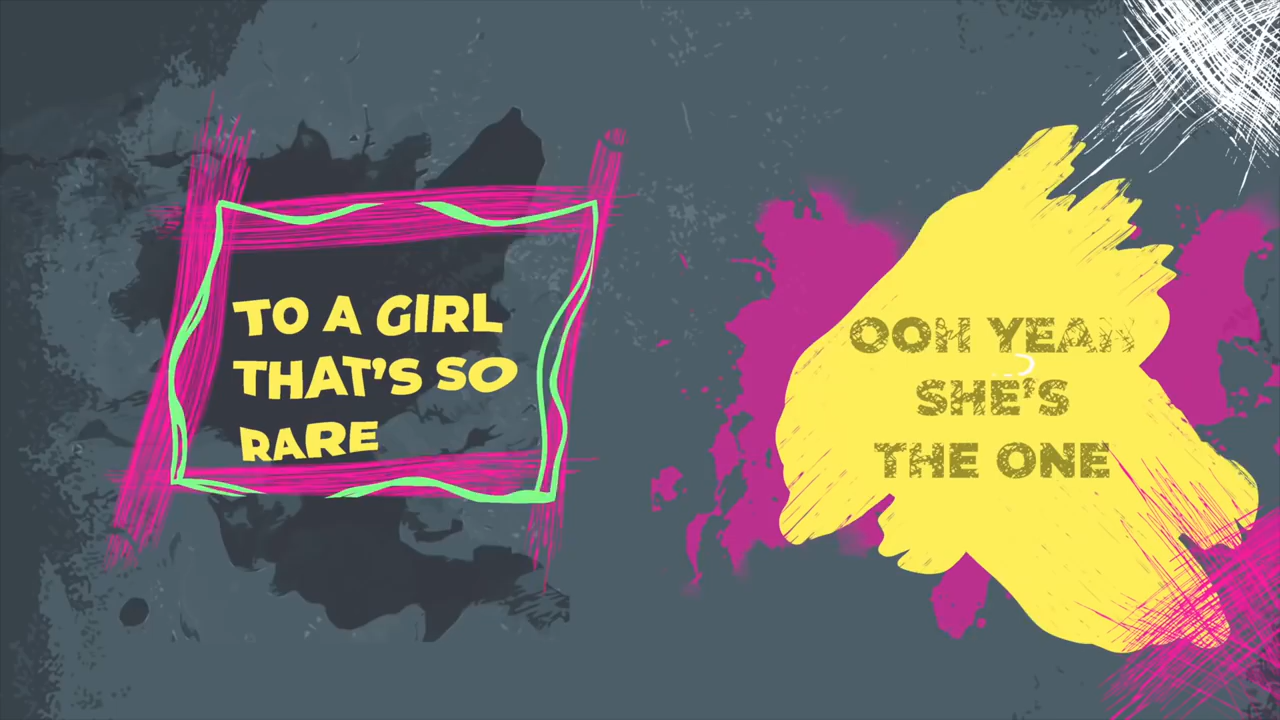 TO A GIRL
THAT'S SO
RARE
OOH YEAH
SHE'S
THE ONE